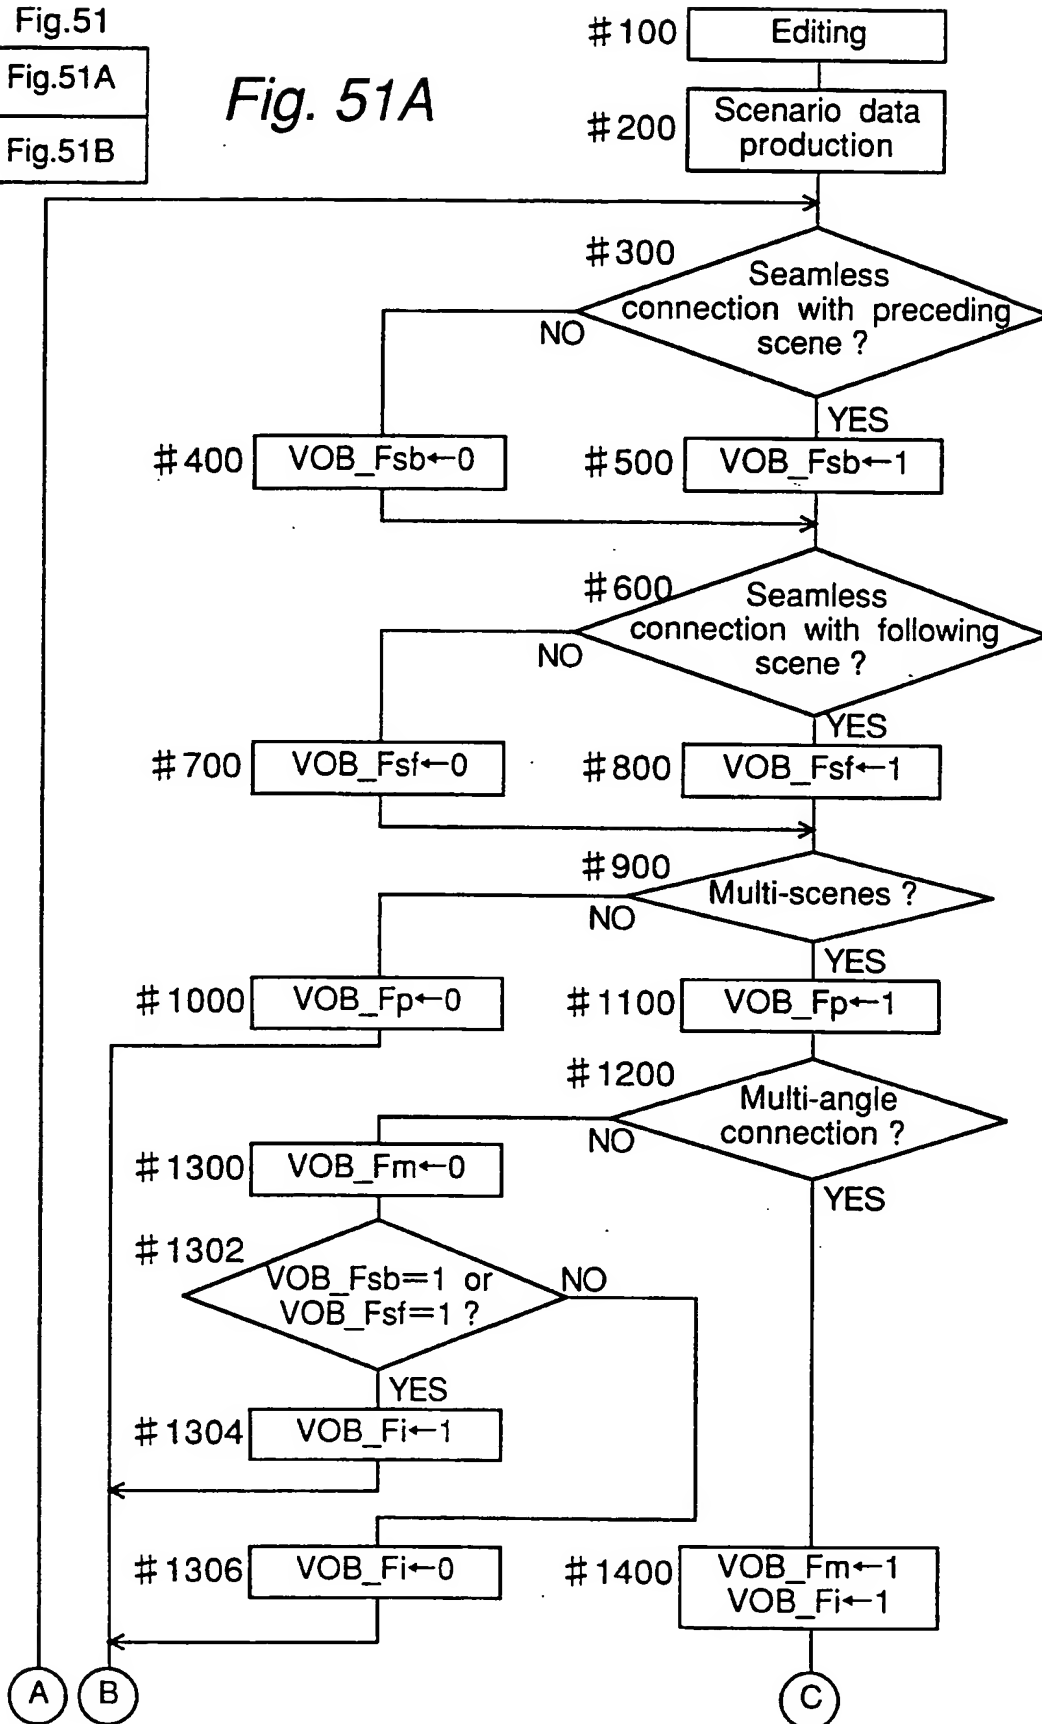 Fig.51
Fig.51A
Fig.51B
Fig. 51A
#100
Editing
#200
Scenario data
production
#300
Seamless
connection with preceding
scene ?
NO
YES
#400
VOB_Fsb←0
#500
VOB_Fsb←1
#600
Seamless
connection with following
scene ?
NO
YES
#700
VOB_Fsf←0
#800
VOB_Fsf←1
#900
Multi-scenes ?
NO
YES
#1000
VOB_Fp←0
#1100
VOB_Fp←1
#1200
Multi-angle
connection ?
NO
YES
#1300
VOB_Fm←0
#1302
VOB_Fsb=1 or
VOB_Fsf=1 ?
NO
YES
#1304
VOB_Fi←1
#1306
VOB_Fi←0
#1400
VOB_Fm←1
VOB_Fi←1
A
B
C